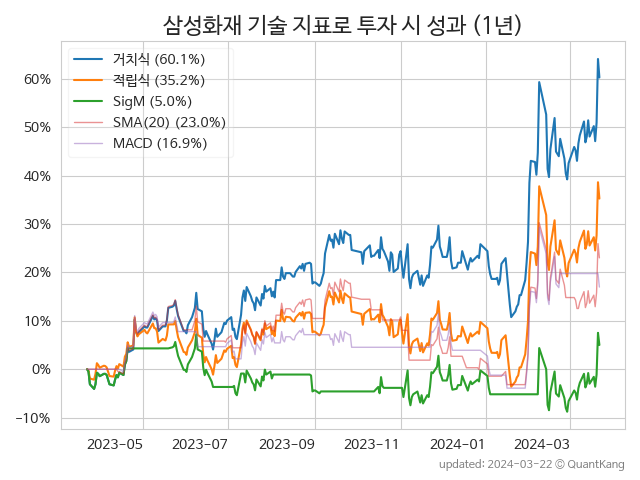 삼성화재 기술 지표로 투자 시 성과 (1년)
거치식 (60.1%)
적립식 (35.2%)
SigM (5.0%)
SMA(20) (23.0%)
MACD (16.9%)
60%
50%
40%
30%
20%
10%
0%
−10%
2023-05 2023-07 2023-09 2023-11 2024-01 2024-03
updated: 2024-03-22 © QuantKang